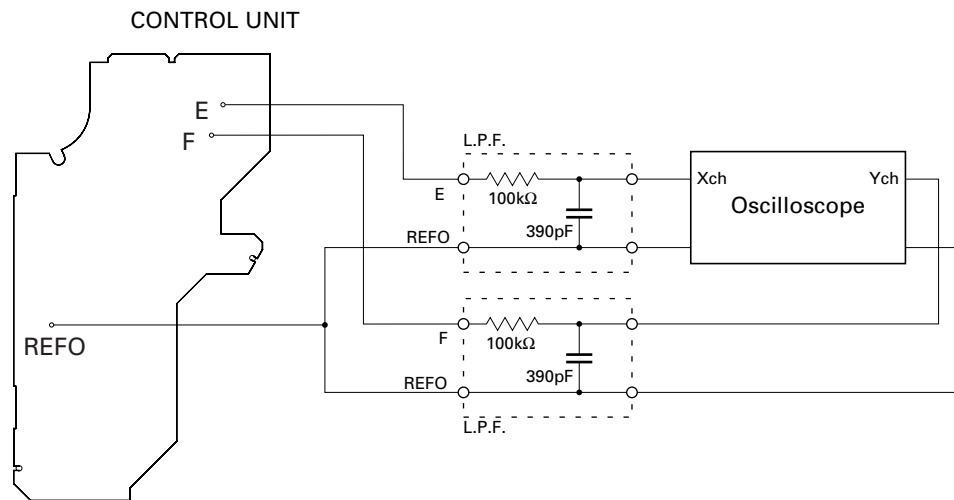 CONTROL UNIT
E
F
L.P.F.
E
100kΩ
390pF
REFO
Xch
Ych
Oscilloscope
REFO
F
100kΩ
390pF
REFO
L.P.F.